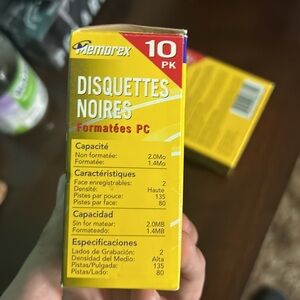 Memorex
10
PK
DISQUETTES
NOIRES
Formatées PC
Capacité
Non formatée: 2.0Mo
Formatée: 1.4Mo
Caractéristiques
Face enregistrables: 2
Densité: Haute
Pistes par pouce: 135
Pistes par face: 80
Capacidad
Sin for matear: 2.0MB
Formateado: 1.4MB
Especificaciones
Lados de Grabación: 2
Densidad del Medio: Alta
Pistas/Pulgada: 135
Pistas/Lado: 80